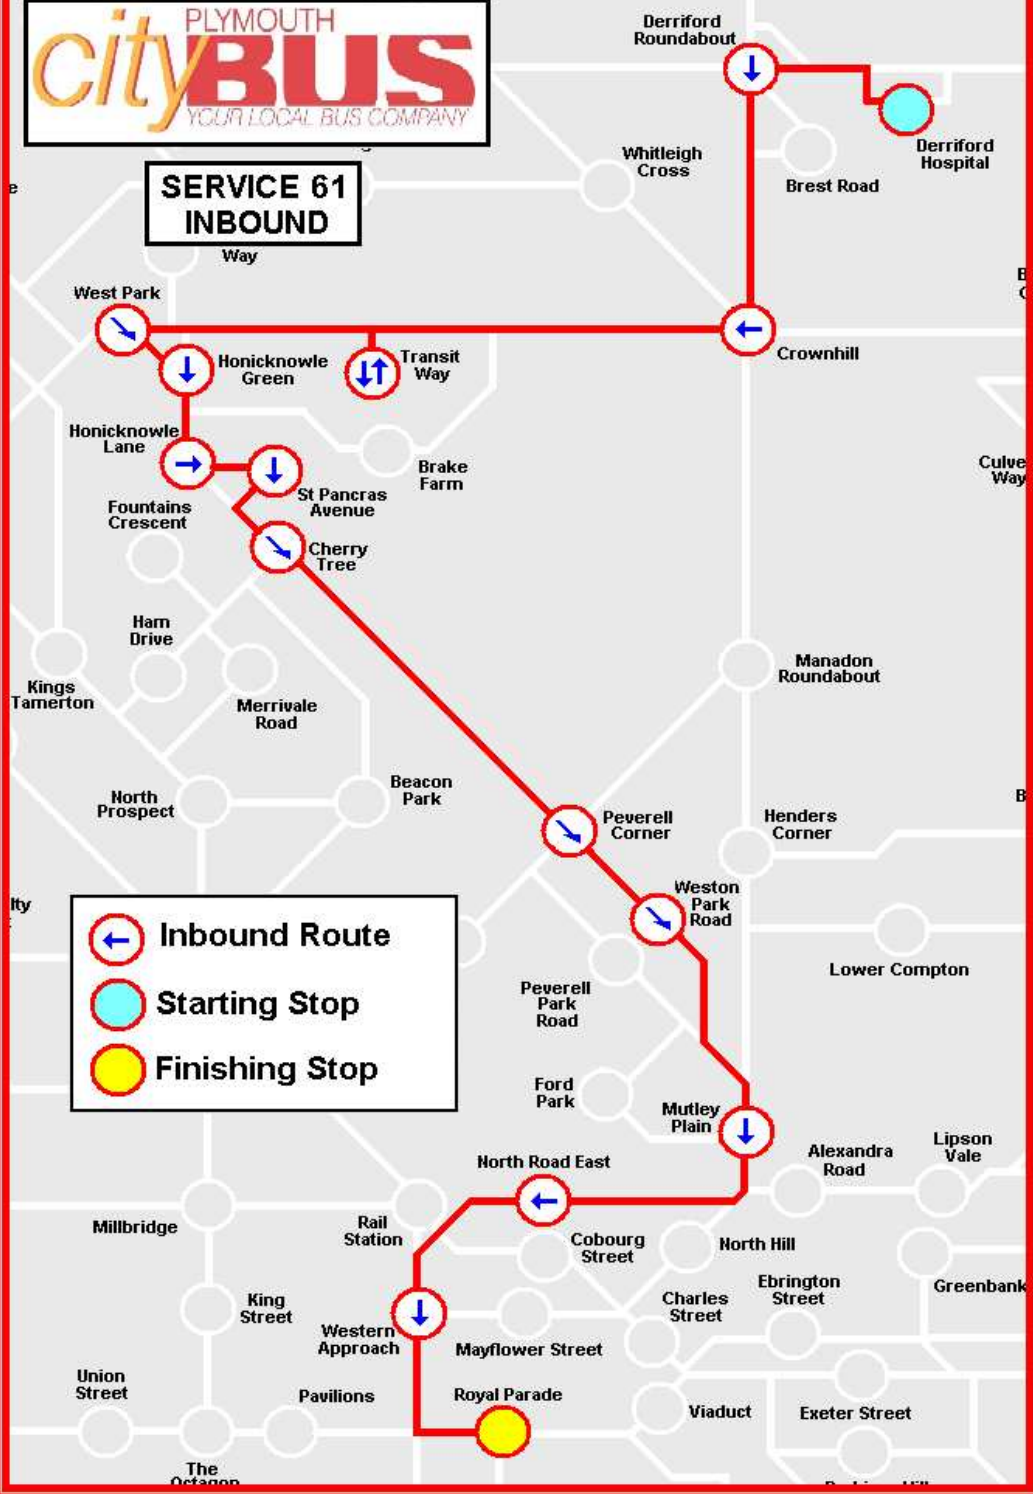 PLYMOUTH
cityBUS
YOUR LOCAL BUS COMPANY
SERVICE 61
INBOUND
Derriford
Roundabout
Derriford
Hospital
Whitleigh
Cross
Brest Road
Way
West Park
Honicknowle
Green
Transit
Way
Crownhill
Honicknowle
Lane
Brake
Farm
Culve
Way
St Pancras
Avenue
Fountains
Crescent
Cherry
Tree
Ham
Drive
Manadon
Roundabout
Kings
Tamerton
Merrivale
Road
Beacon
Park
North
Prospect
Peverell
Corner
Henders
Corner
Weston
Park
Road
lty
Inbound Route
Starting Stop
Finishing Stop
Lower Compton
Peverell
Park
Road
Ford
Park
Mutley
Plain
Alexandra
Road
Lipson
Vale
North Road East
Millbridge
Rail
Station
Cobourg
Street
North Hill
Greenbank
Ebrington
Street
King
Street
Charles
Street
Western
Approach
Mayflower Street
Union
Street
Pavilions
Royal Parade
Viaduct
Exeter Street
The
Octagon